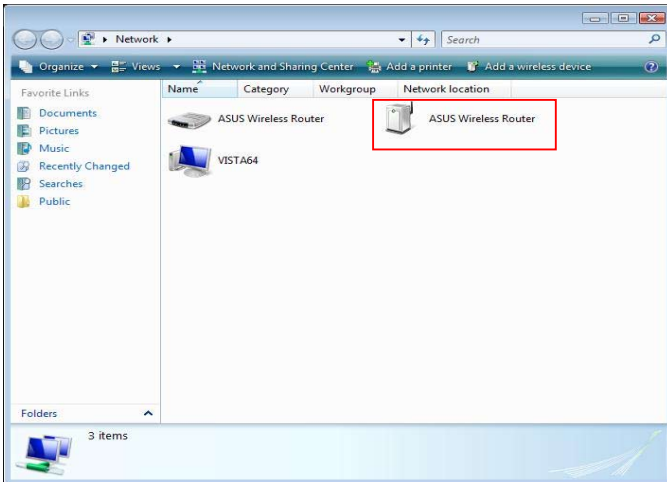 Network
Search
Organize Views Network and Sharing Center Add a printer Add a wireless device
Favorite Links
Documents
Pictures
Music
Recently Changed
Searches
Public
Folders
Name Category Workgroup Network location
ASUS Wireless Router ASUS Wireless Router
VISTA64
3 items